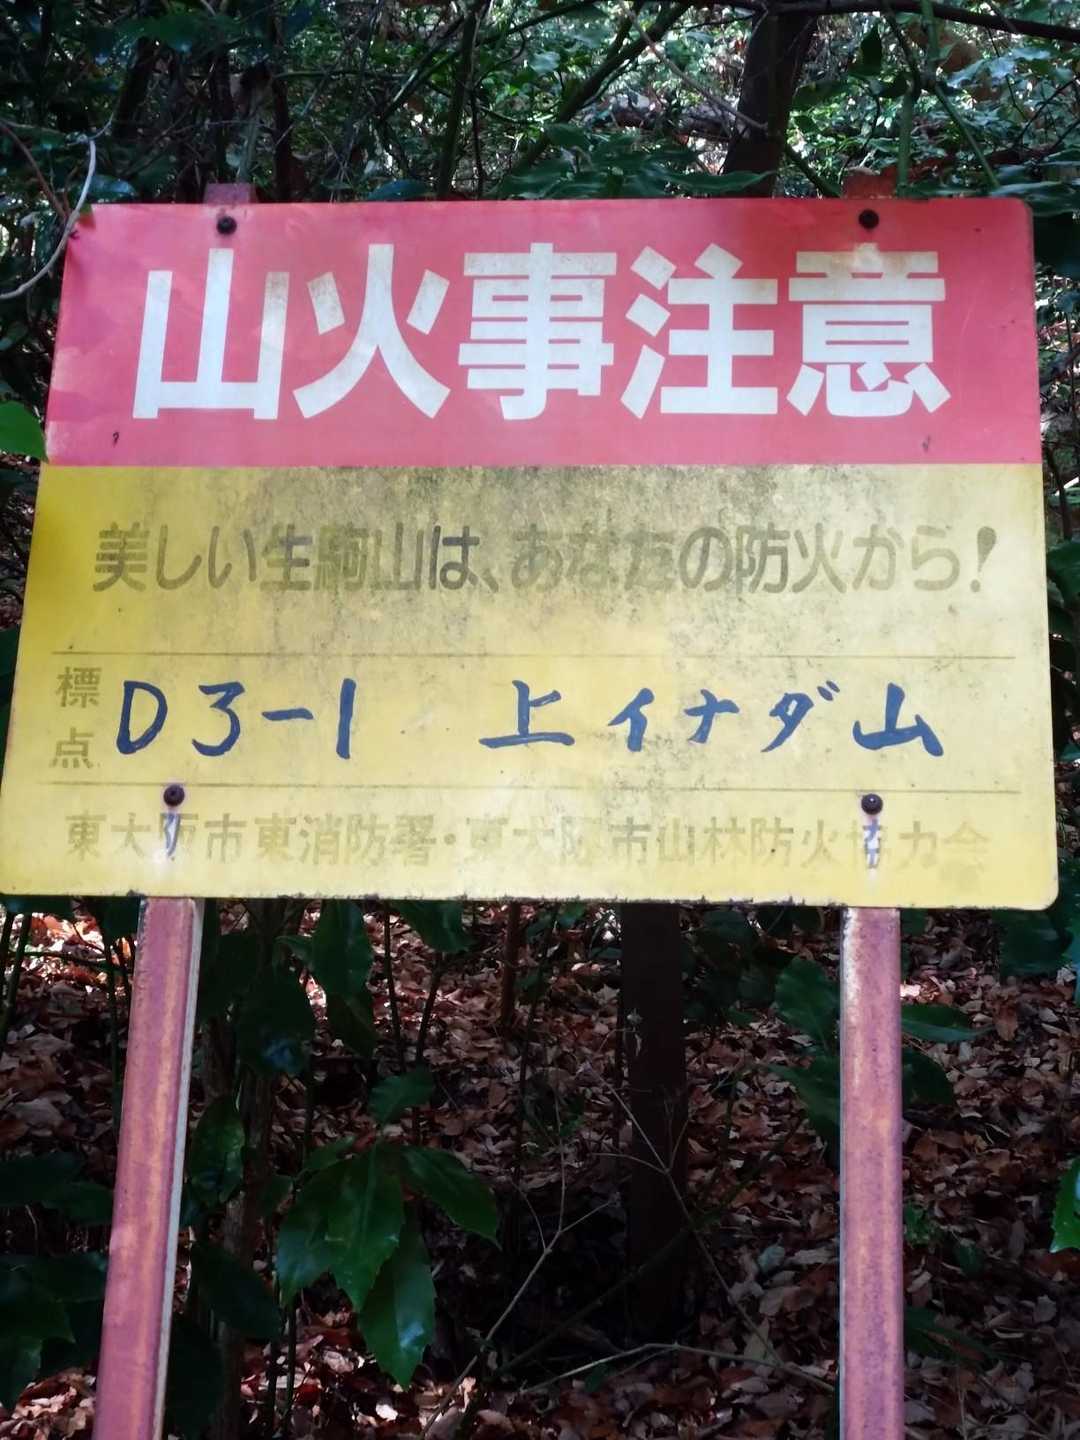 山火事注意
美しい生駒山は、あなたの防火から!
標点 D3-1 上イナダ山
東大阪市東消防署・東大阪市山林防火協力会